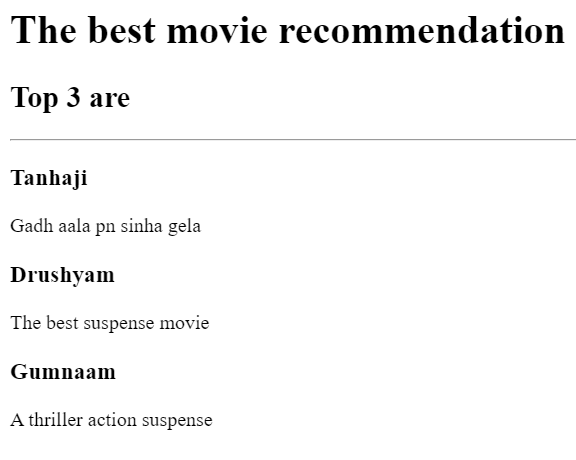 The best movie recommendation
Top 3 are
Tanhaji
Gadh aala pn sinha gela
Drushyam
The best suspense movie
Gumnaam
A thriller action suspense